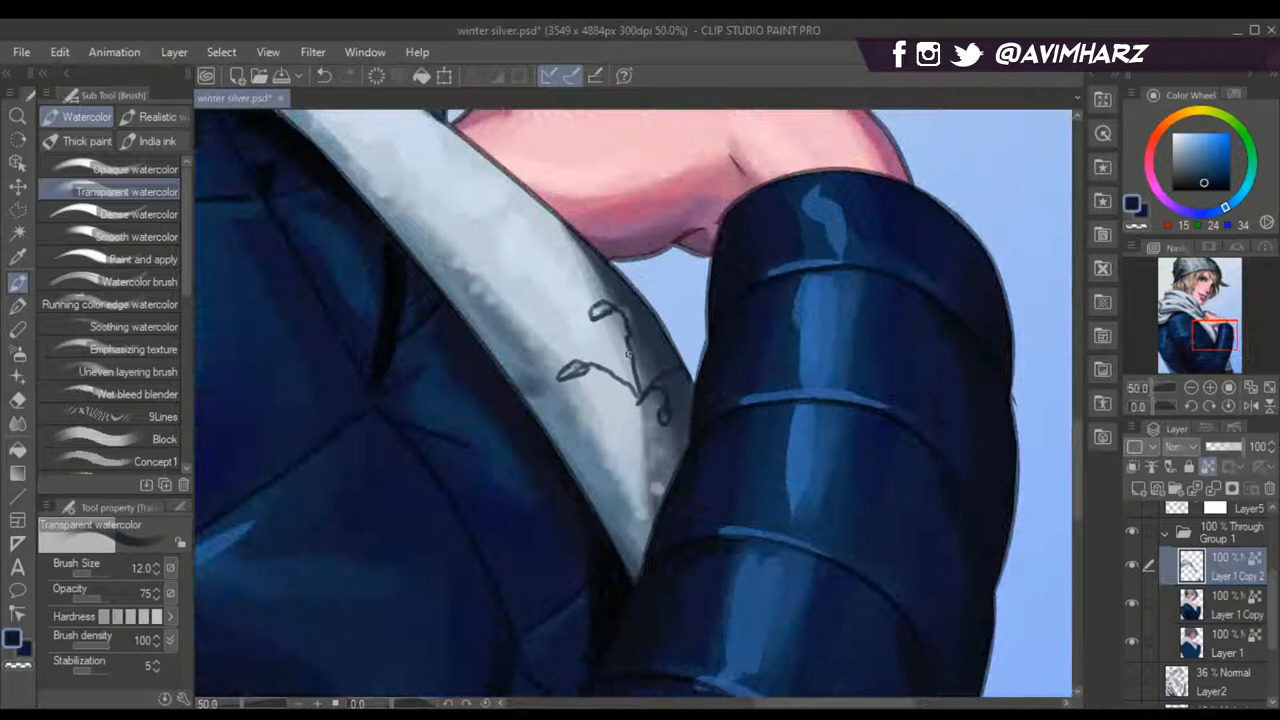 winter silver.psd* (3549 x 4884px 300dpi 50.0%) - CLIP STUDIO PAINT PRO
@AVIMHARZ
File Edit Animation Layer Select View Filter Window Help
Sub Tool [Brush]
winter silver.psd*
Color Wheel
Watercolor Realistic
Thick paint India ink
Opaque watercolor
Transparent watercolor
Dense watercolor
Smooth watercolor
Paint and apply
Watercolor brush
Running color edge watercolor
Soothing watercolor
Emphasizing texture
Uneven layering brush
Wet bleed blender
9Lines
Block
Concept1
15 24 34
50.0
0.0
Layer
100
Tool property [Tran
Transparent watercolor
Brush Size 12.0
Opacity 75
Hardness
Brush density 100
Stabilization 5
Layer5
100 % Through
Group 1
100 %
Layer 1 Copy 2
100 %
Layer 1 Copy
100 %
Layer 1
36 % Normal
Layer2
50.0 0.0